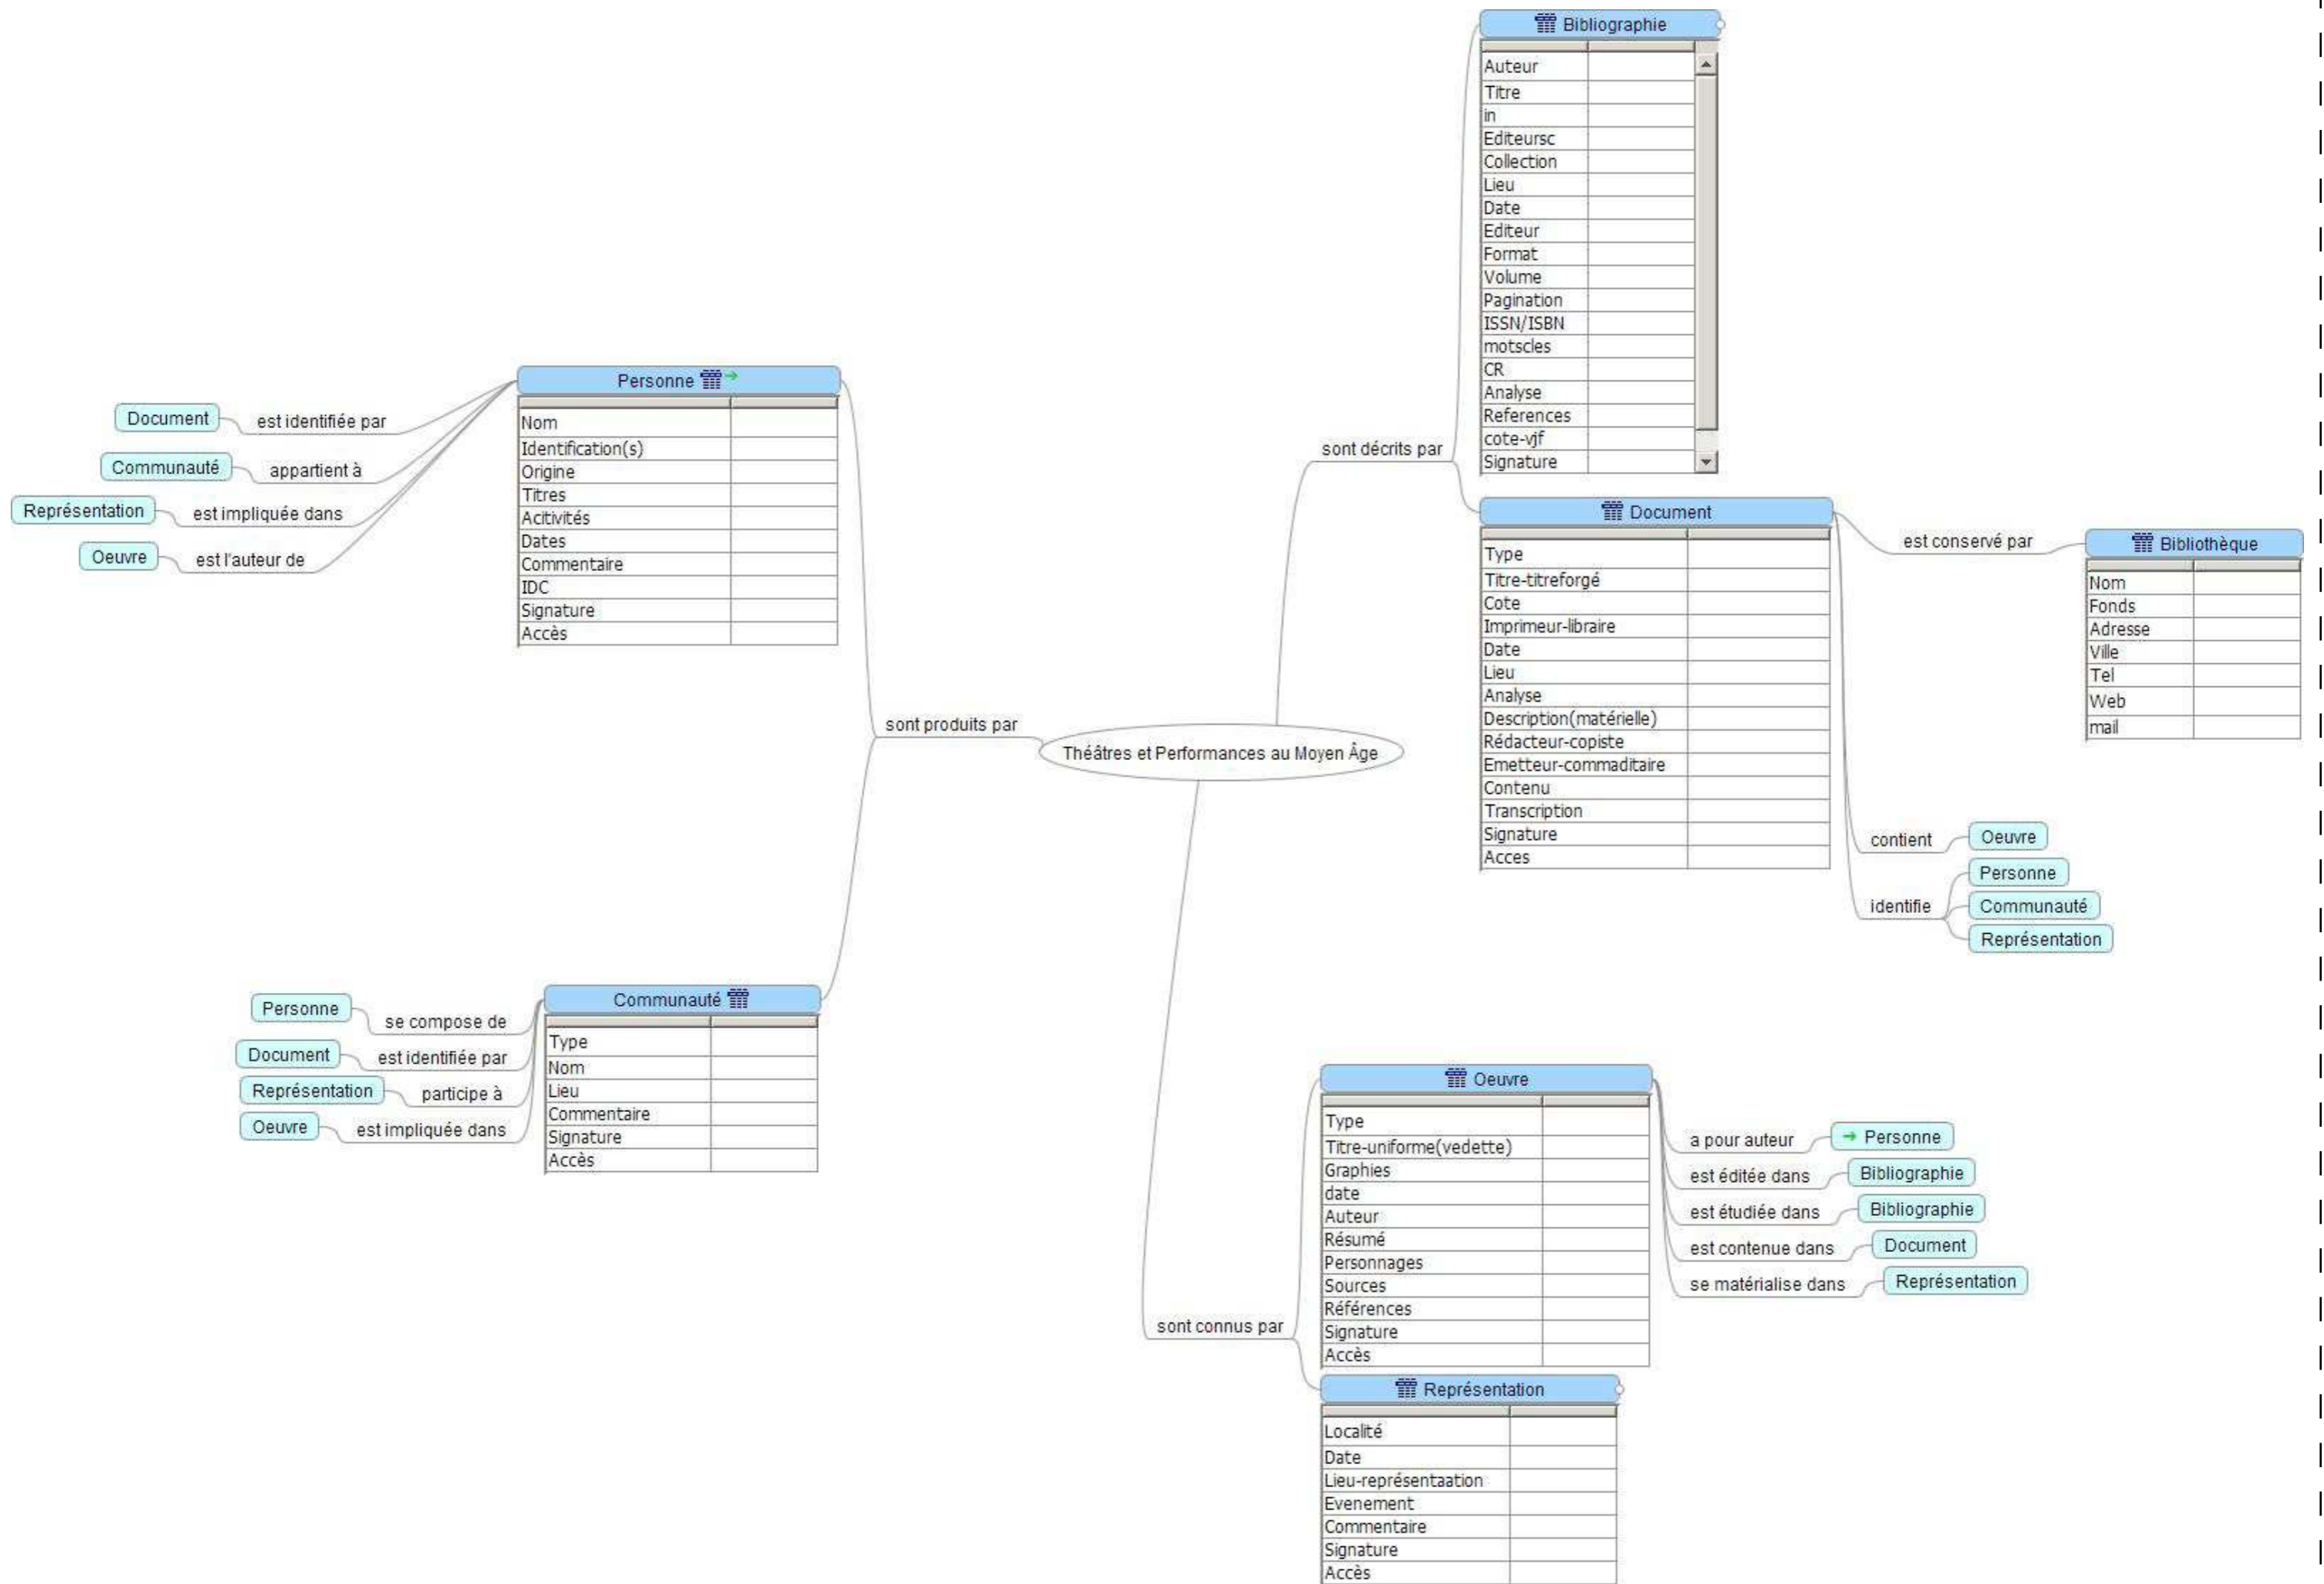 Bibliographie
Auteur
Titre
in
Editeursc
Collection
Lieu
Date
Editeur
Format
Volume
Pagination
ISSN/ISBN
motscles
CR
Analyse
References
cote-vjf
Signature
Personne
Nom
Identification(s)
Origine
Titres
Acitivités
Dates
Commentaire
IDC
Signature
Accès
Document
est identifiée par
Communauté
appartient à
Représentation
est impliquée dans
Oeuvre
est l'auteur de
sont décrits par
Document
Type
Titre-titreforgé
Cote
Imprimeur-libraire
Date
Lieu
Analyse
Description(matérielle)
Rédacteur-copiste
Emetteur-commaditaire
Contenu
Transcription
Signature
Acces
est conservé par
Bibliothèque
Nom
Fonds
Adresse
Ville
Tel
Web
mail
sont produits par
Théâtres et Performances au Moyen Âge
contient
Oeuvre
identifie
Personne
Communauté
Représentation
Communauté
Type
Nom
Lieu
Commentaire
Signature
Accès
Personne
se compose de
Document
est identifiée par
Représentation
participe à
Oeuvre
est impliquée dans
sont connus par
Oeuvre
Type
Titre-uniforme(vedette)
Graphies
date
Auteur
Résumé
Personnages
Sources
Références
Signature
Accès
a pour auteur
Personne
est éditée dans
Bibliographie
est étudiée dans
Bibliographie
est contenue dans
Document
se matérialise dans
Représentation
Représentation
Localité
Date
Lieu-représentaation
Evenement
Commentaire
Signature
Accès